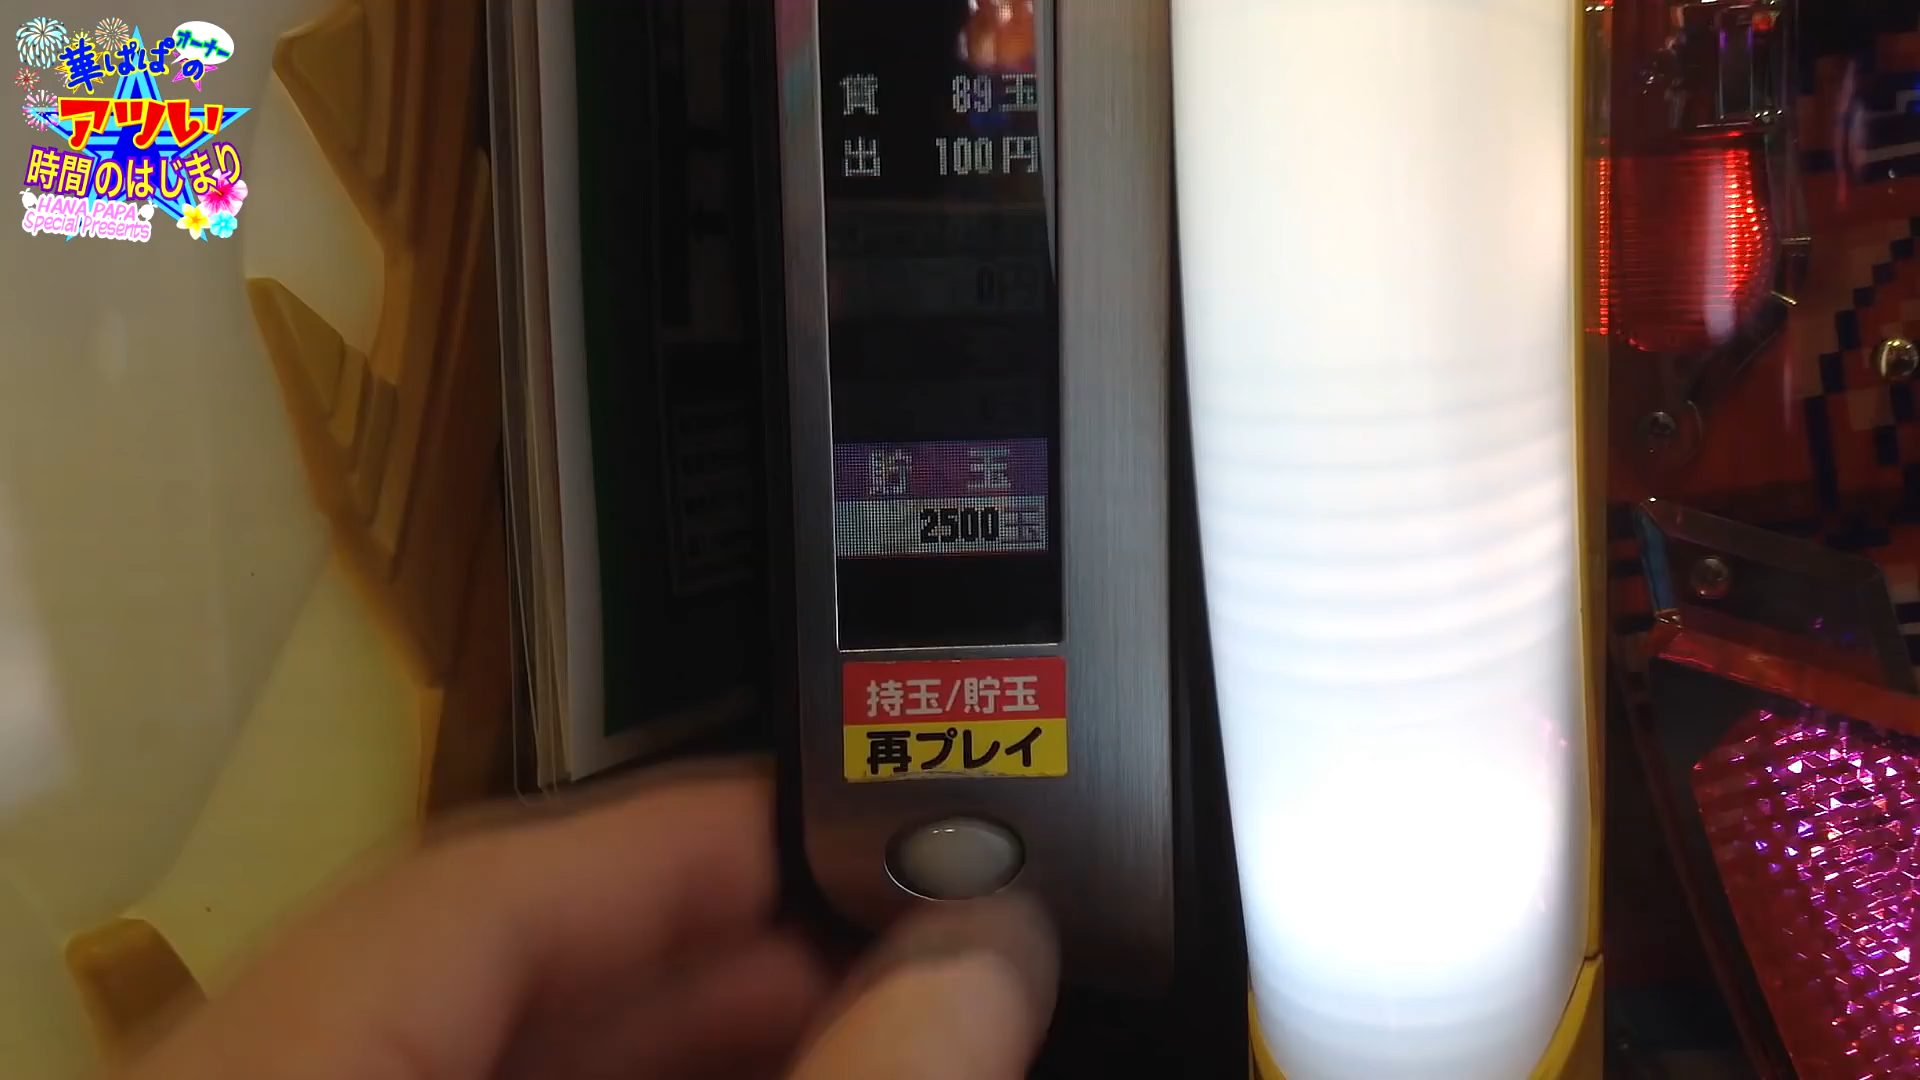 華ぱぱの
オーナー
アツい
時間のはじまり
HANA PAPA
Special Presents
貸 89玉
出 100円
0円
貯 玉
2500玉
持玉/貯玉
再プレイ